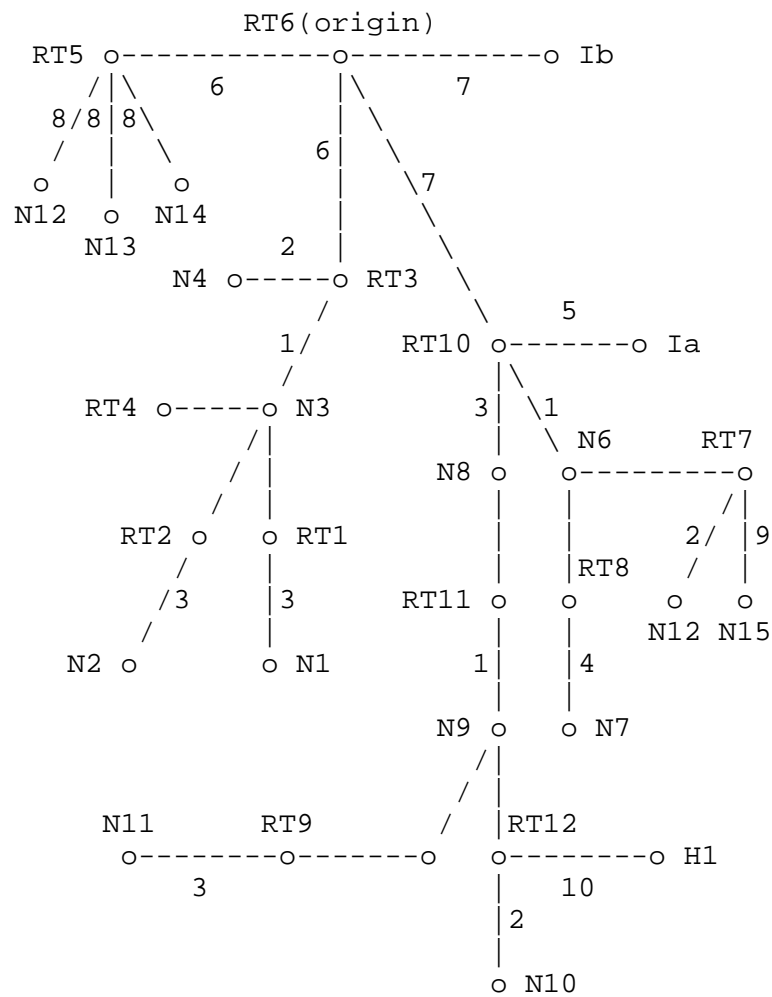 RT6(origin)
RT5 o------------o-----------o Ib
6 7
8/8|8
6
7
N12 o N14
N13
2
N4 o-----o RT3
5
1/ RT10 o-------o Ia
RT4 o-----o N3 3 1
N6 RT7
N8 o o---------o
RT2 o o RT1 2/ |9
RT8
/3 |3 RT11 o o o o
N12 N15
N2 o o N1 1 4
N9 o o N7
N11 RT9 RT12
o--------o-------o o--------o H1
3 10
2
o N10